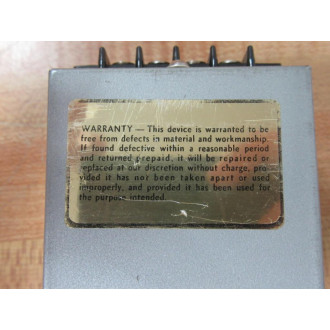 WARRANTY — This device is warranted to be
free from defects in material and workmanship.
If found defective within a reasonable period
and returned prepaid, it will be repaired or
replaced at our discretion without charge, pro-
vided it has not been taken apart or used
improperly, and provided it has been used for
the purpose intended.